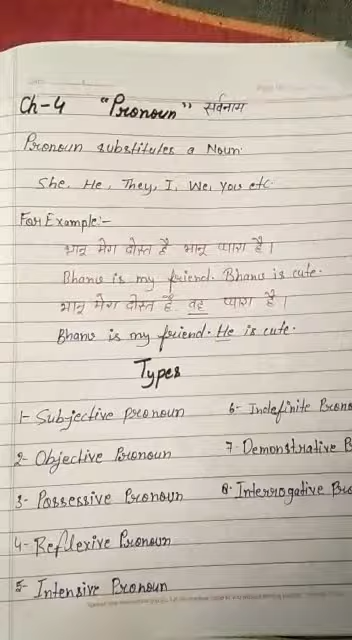 Ch-4 "Pronoun" सर्वनाम
Pronoun substitutes a Noun.
She, He, They, I, We, You etc.
For Example:-
भानू मेरा दोस्त है भानू प्यारा है।
Bhanu is my friend. Bhanu is cute.
भानू मेरा दोस्त है वह प्यारा है।
Bhanu is my friend. He is cute.
Types
1- Subjective pronoun
6- Indefinite Prono
2- Objective Pronoun
7- Demonstrative P
3- Possessive Pronoun
8- Interrogative Pro
4- Reflexive Pronoun
5- Intensive Pronoun